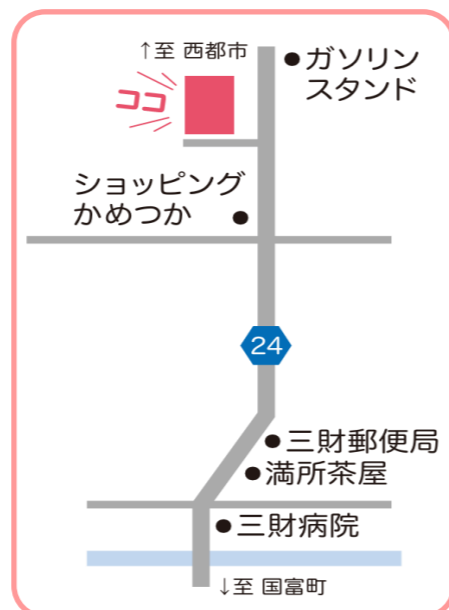 ↑至 西都市
●ガソリン
スタンド
ココ
ショッピング
かめつか ●
24
●三財郵便局
●満所茶屋
●三財病院
↓至 国富町